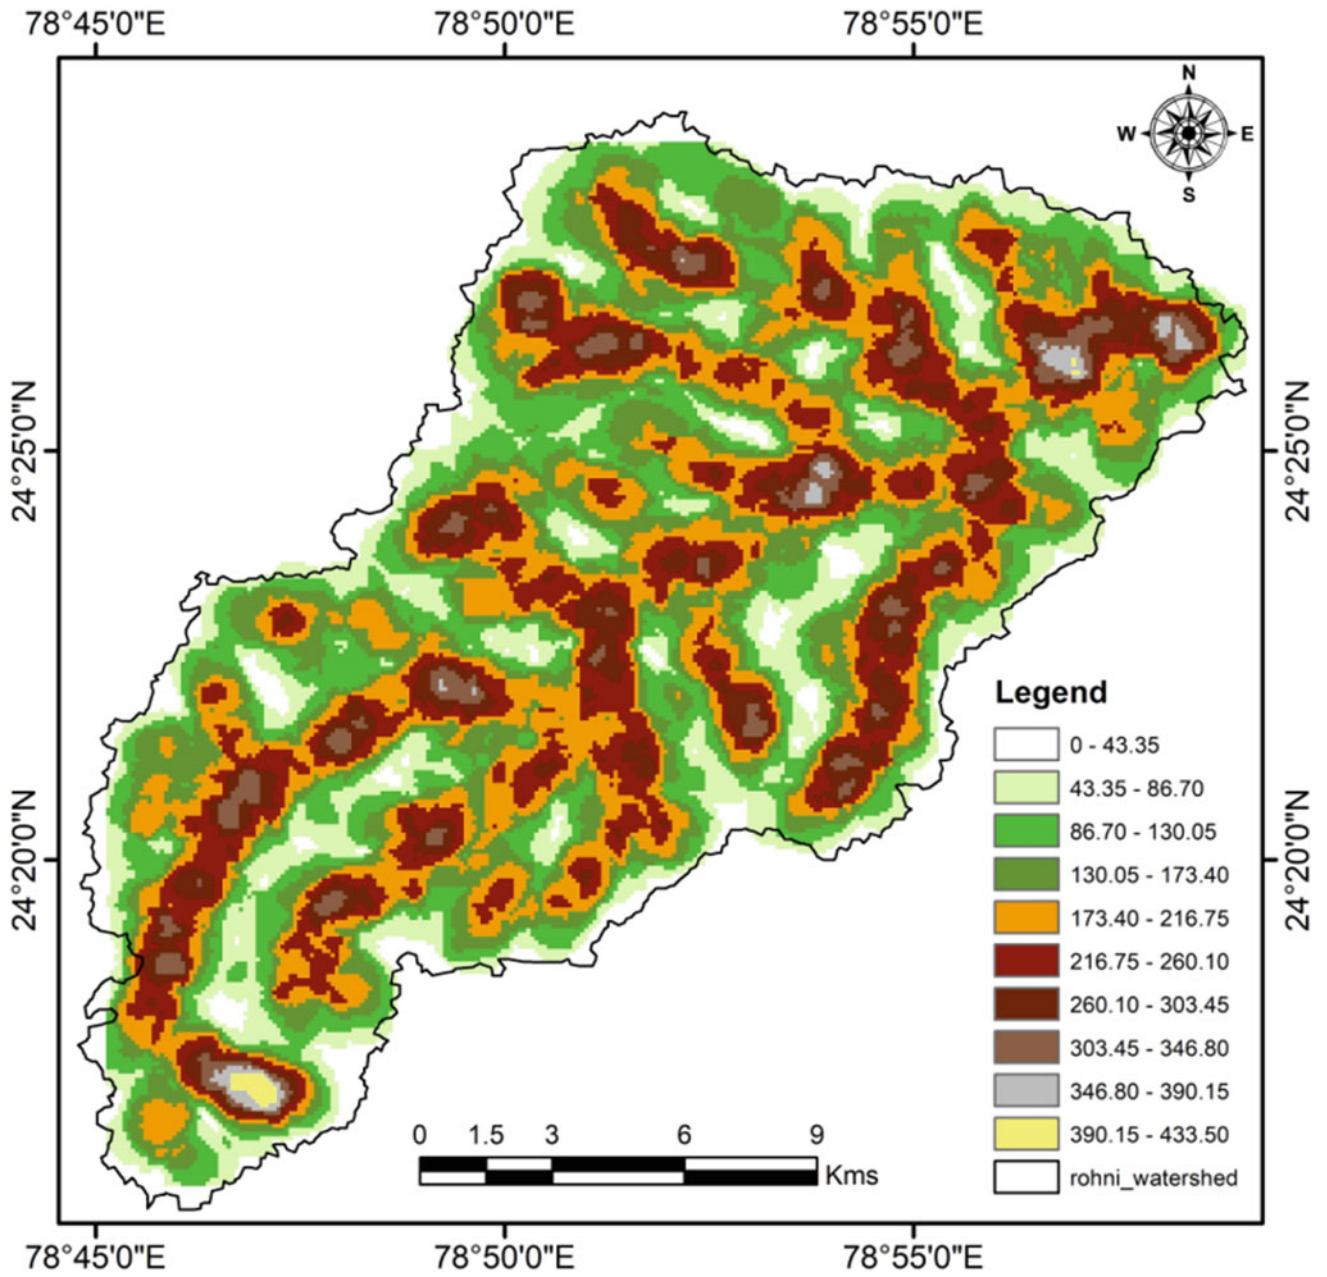 78°45'0"E 78°50'0"E 78°55'0"E
N
W E
S
24°25'0"N 24°25'0"N
Legend
0 - 43.35
43.35 - 86.70
86.70 - 130.05
130.05 - 173.40
173.40 - 216.75
216.75 - 260.10
260.10 - 303.45
303.45 - 346.80
346.80 - 390.15
390.15 - 433.50
rohni_watershed
24°20'0"N 24°20'0"N
0 1.5 3 6 9
Kms
78°45'0"E 78°50'0"E 78°55'0"E